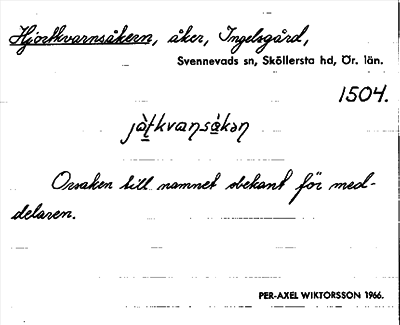 Hjortkvarnsåkern, åker, Ingelsgård,
Svennevads sn, Sköllersta hd, Ör. län.
1504.
Orsaken till namnet obekant för med-
delaren.
PER-AXEL WIKTORSSON 1966.